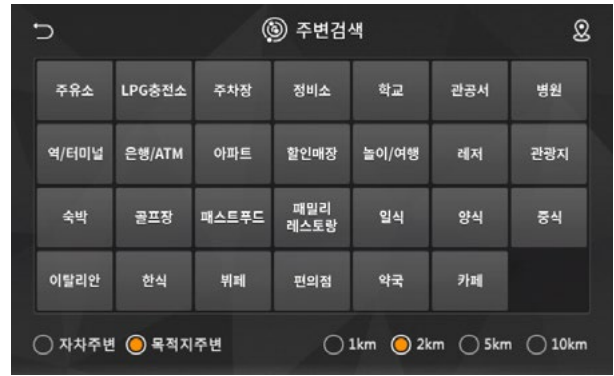 주변검색
주유소 LPG충전소 주차장 정비소 학교 관공서 병원
역/터미널 은행/ATM 아파트 할인매장 놀이/여행 레저 관광지
숙박 골프장 패스트푸드 패밀리 레스토랑 일식 양식 중식
이탈리안 한식 뷔페 편의점 약국 카페
자차주변 목적지주변 1km 2km 5km 10km